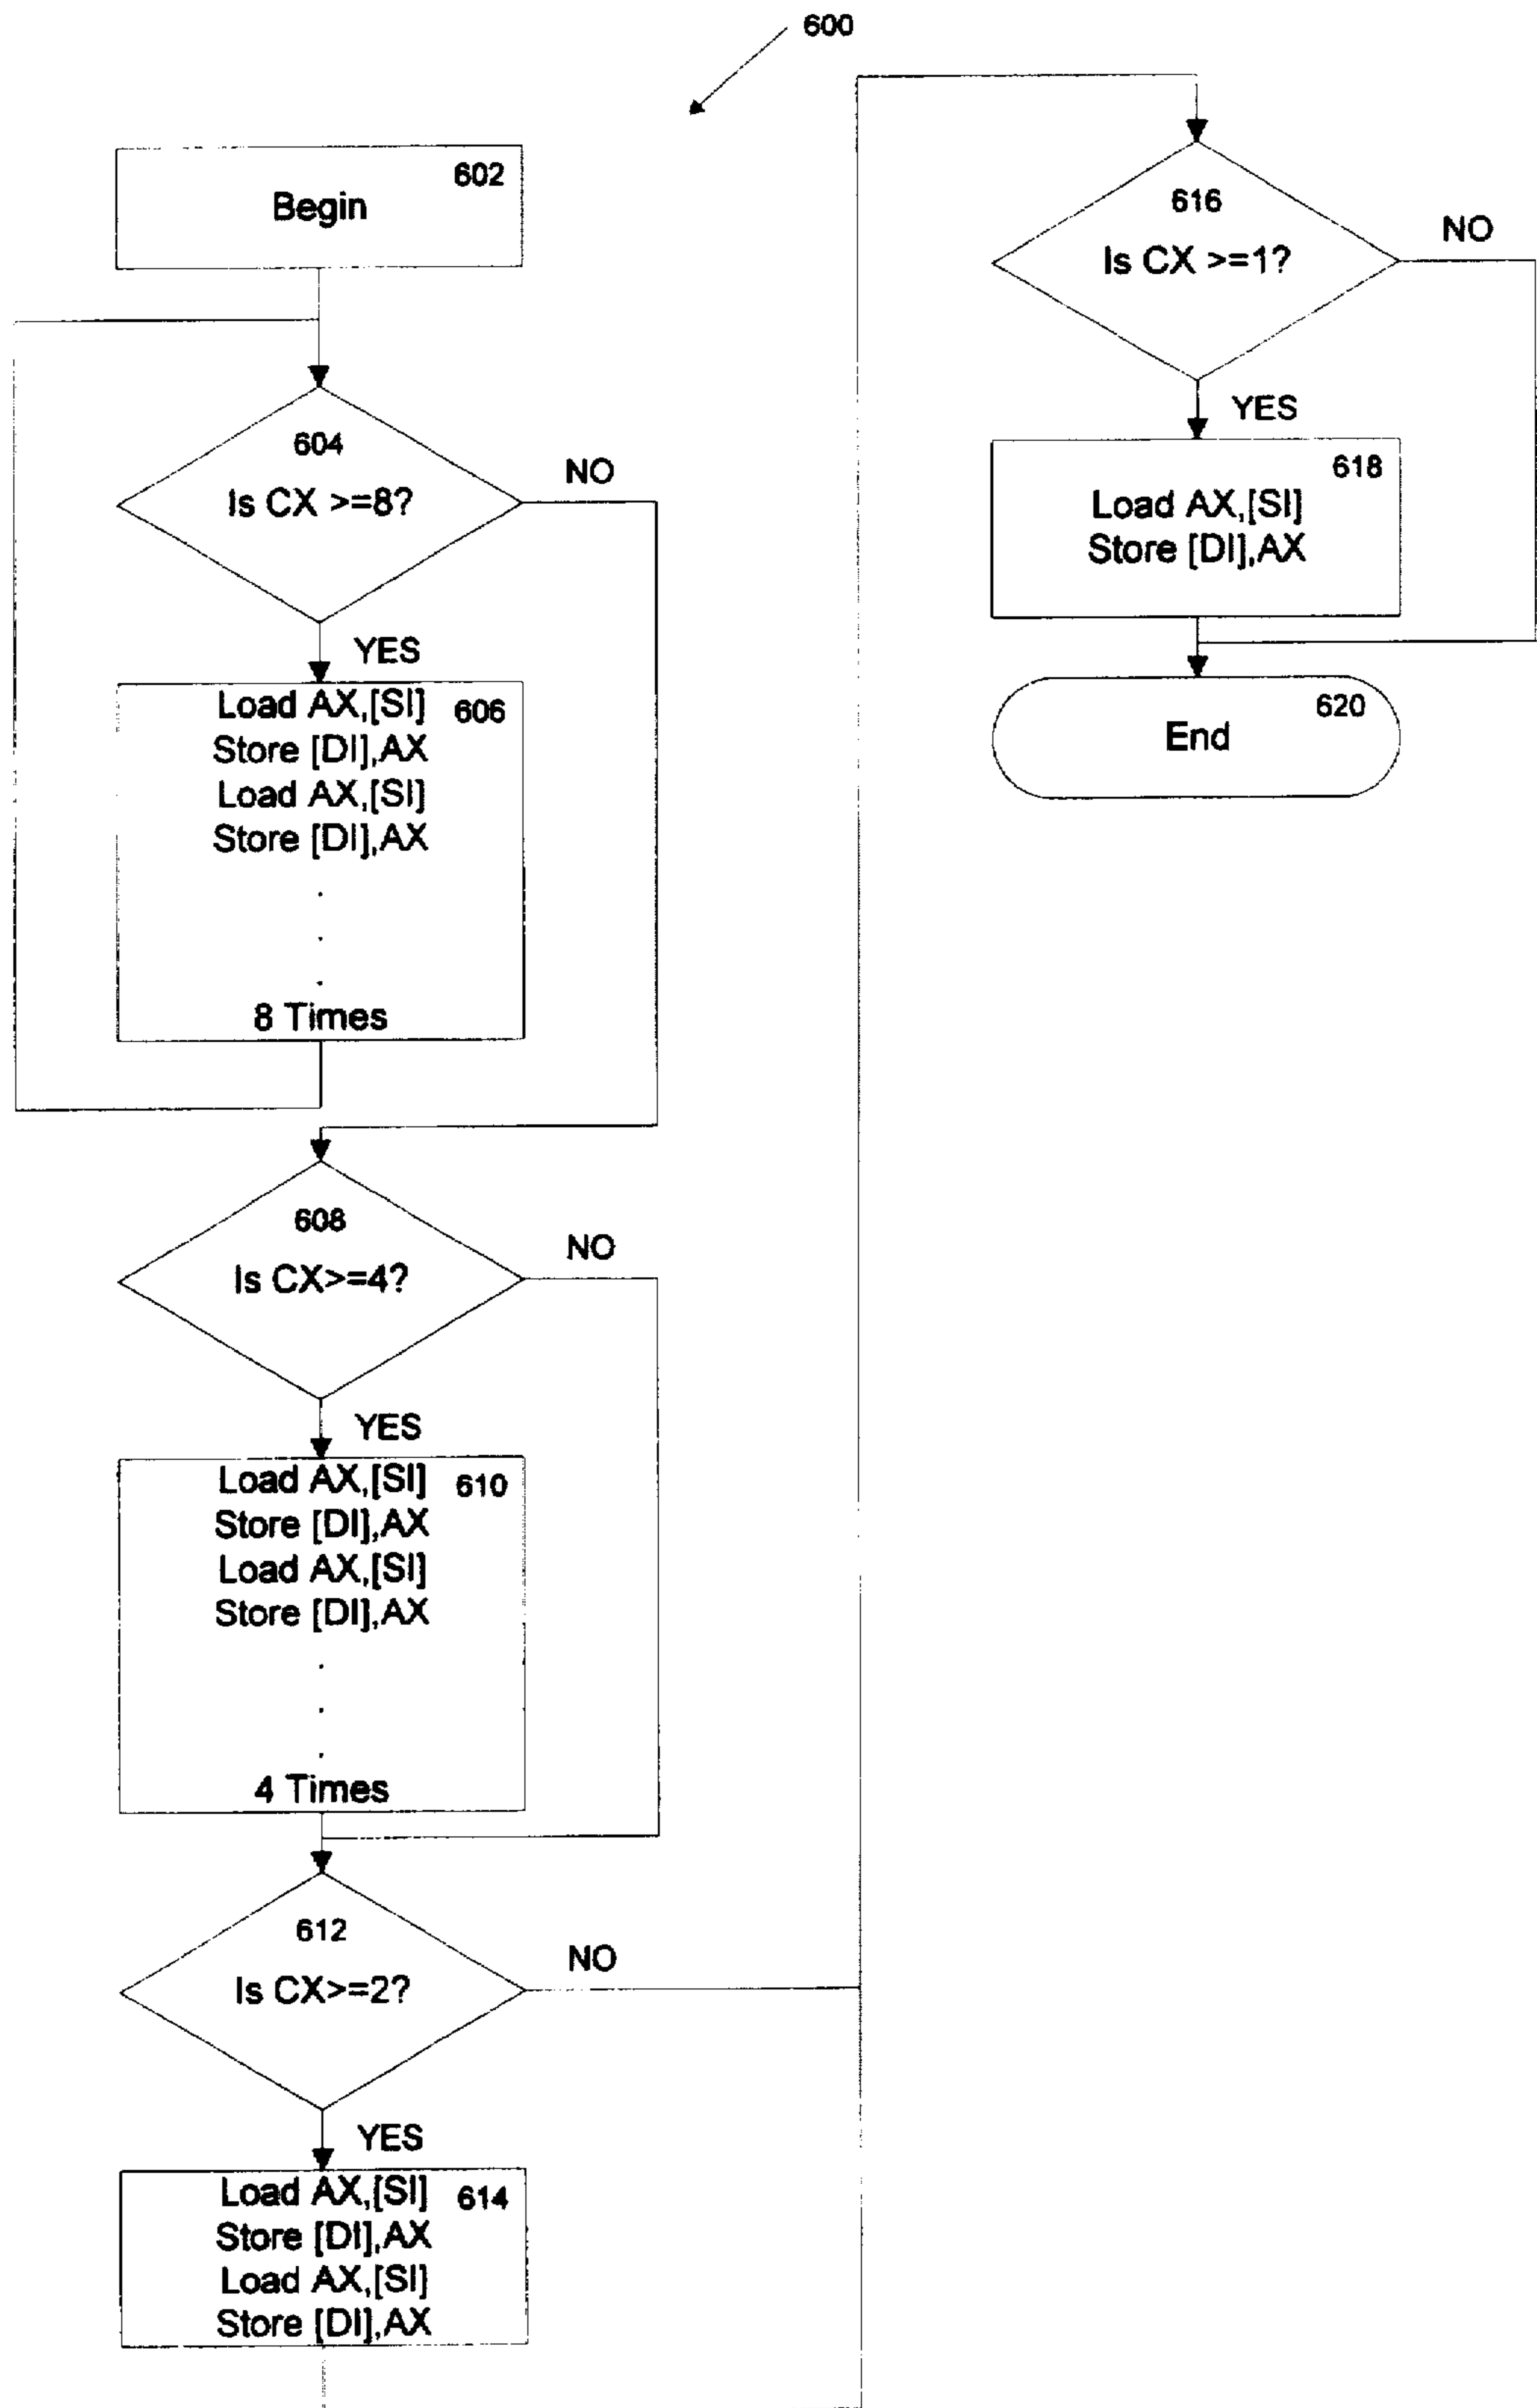 600
602
Begin
604
Is CX >=8?
NO
YES
Load AX,[SI] 606
Store [DI],AX
Load AX,[SI]
Store [DI],AX
.
.
.
8 Times
608
Is CX>=4?
NO
YES
Load AX,[SI] 610
Store [DI],AX
Load AX,[SI]
Store [DI],AX
.
.
.
4 Times
612
Is CX>=2?
NO
YES
Load AX,[SI] 614
Store [DI],AX
Load AX,[SI]
Store [DI],AX
616
Is CX >=1?
NO
YES
618
Load AX,[SI]
Store [DI],AX
620
End